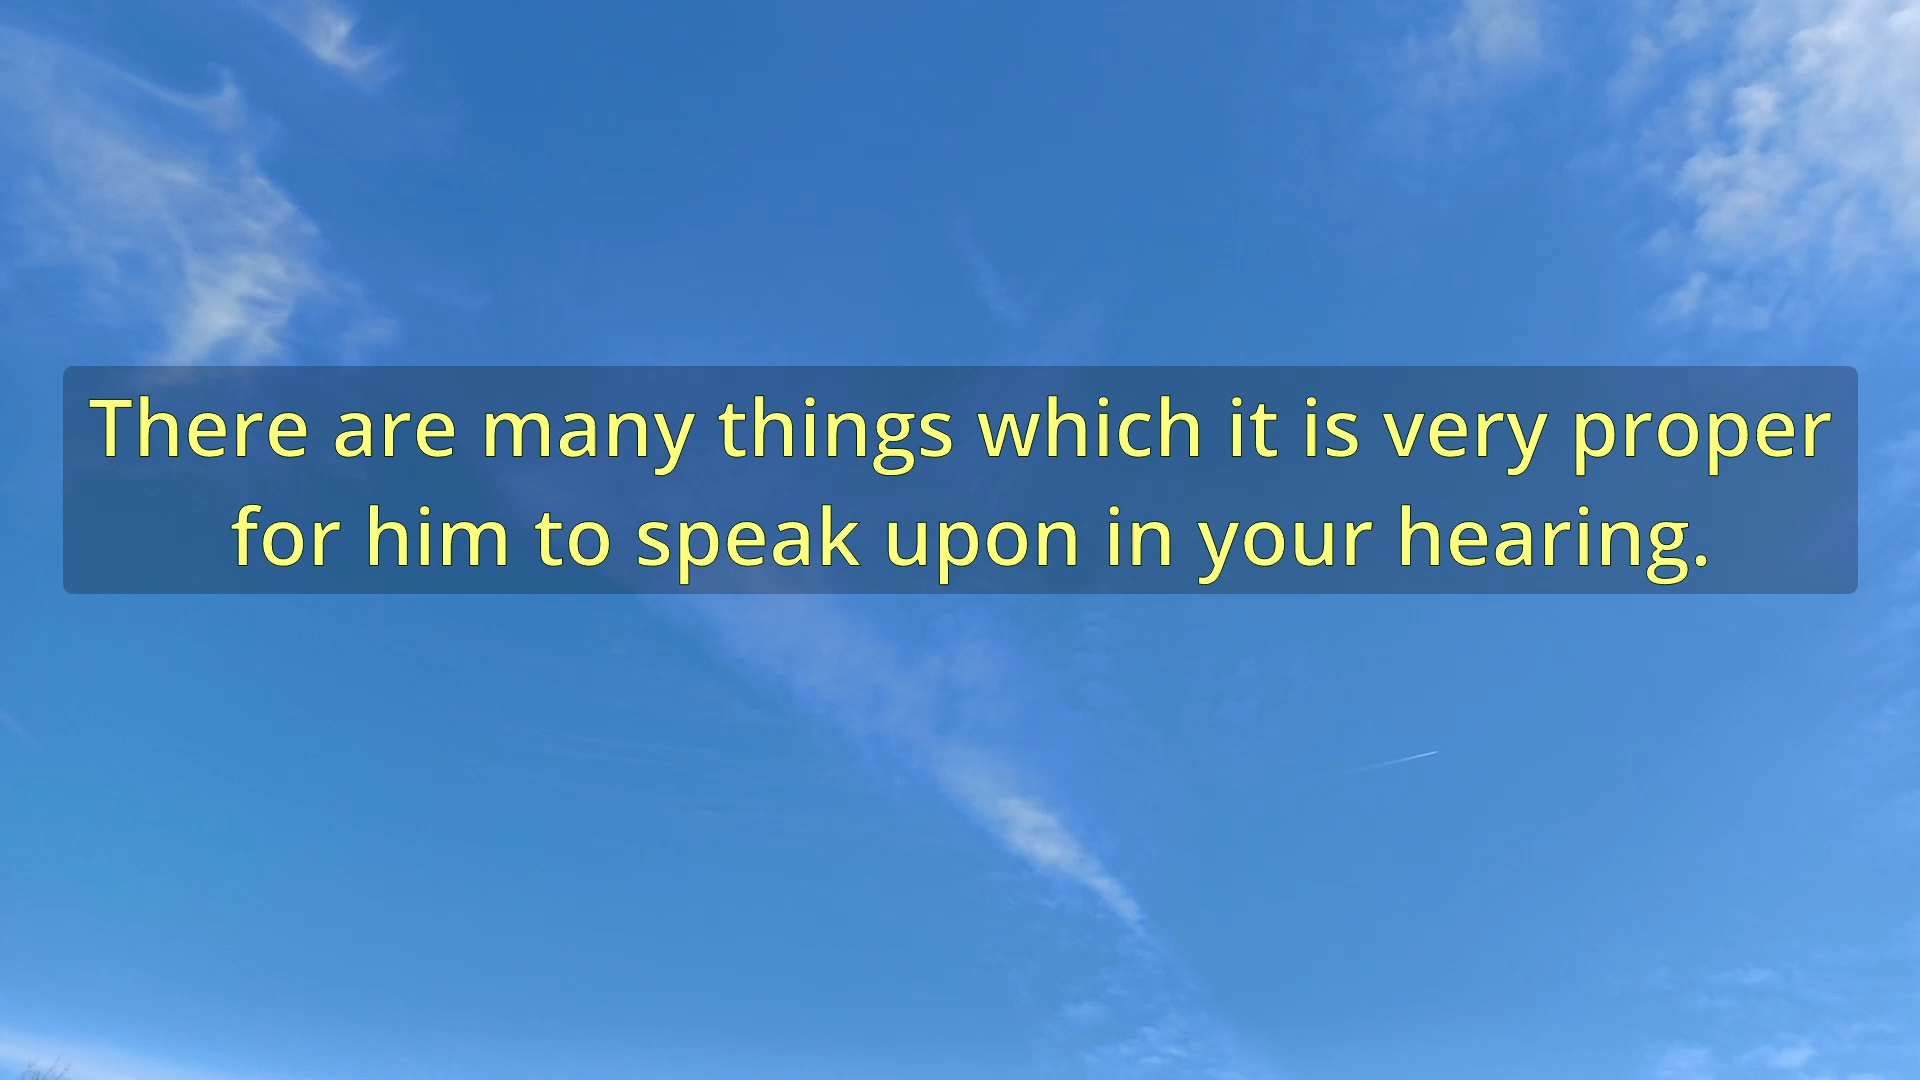 There are many things which it is very proper
for him to speak upon in your hearing.